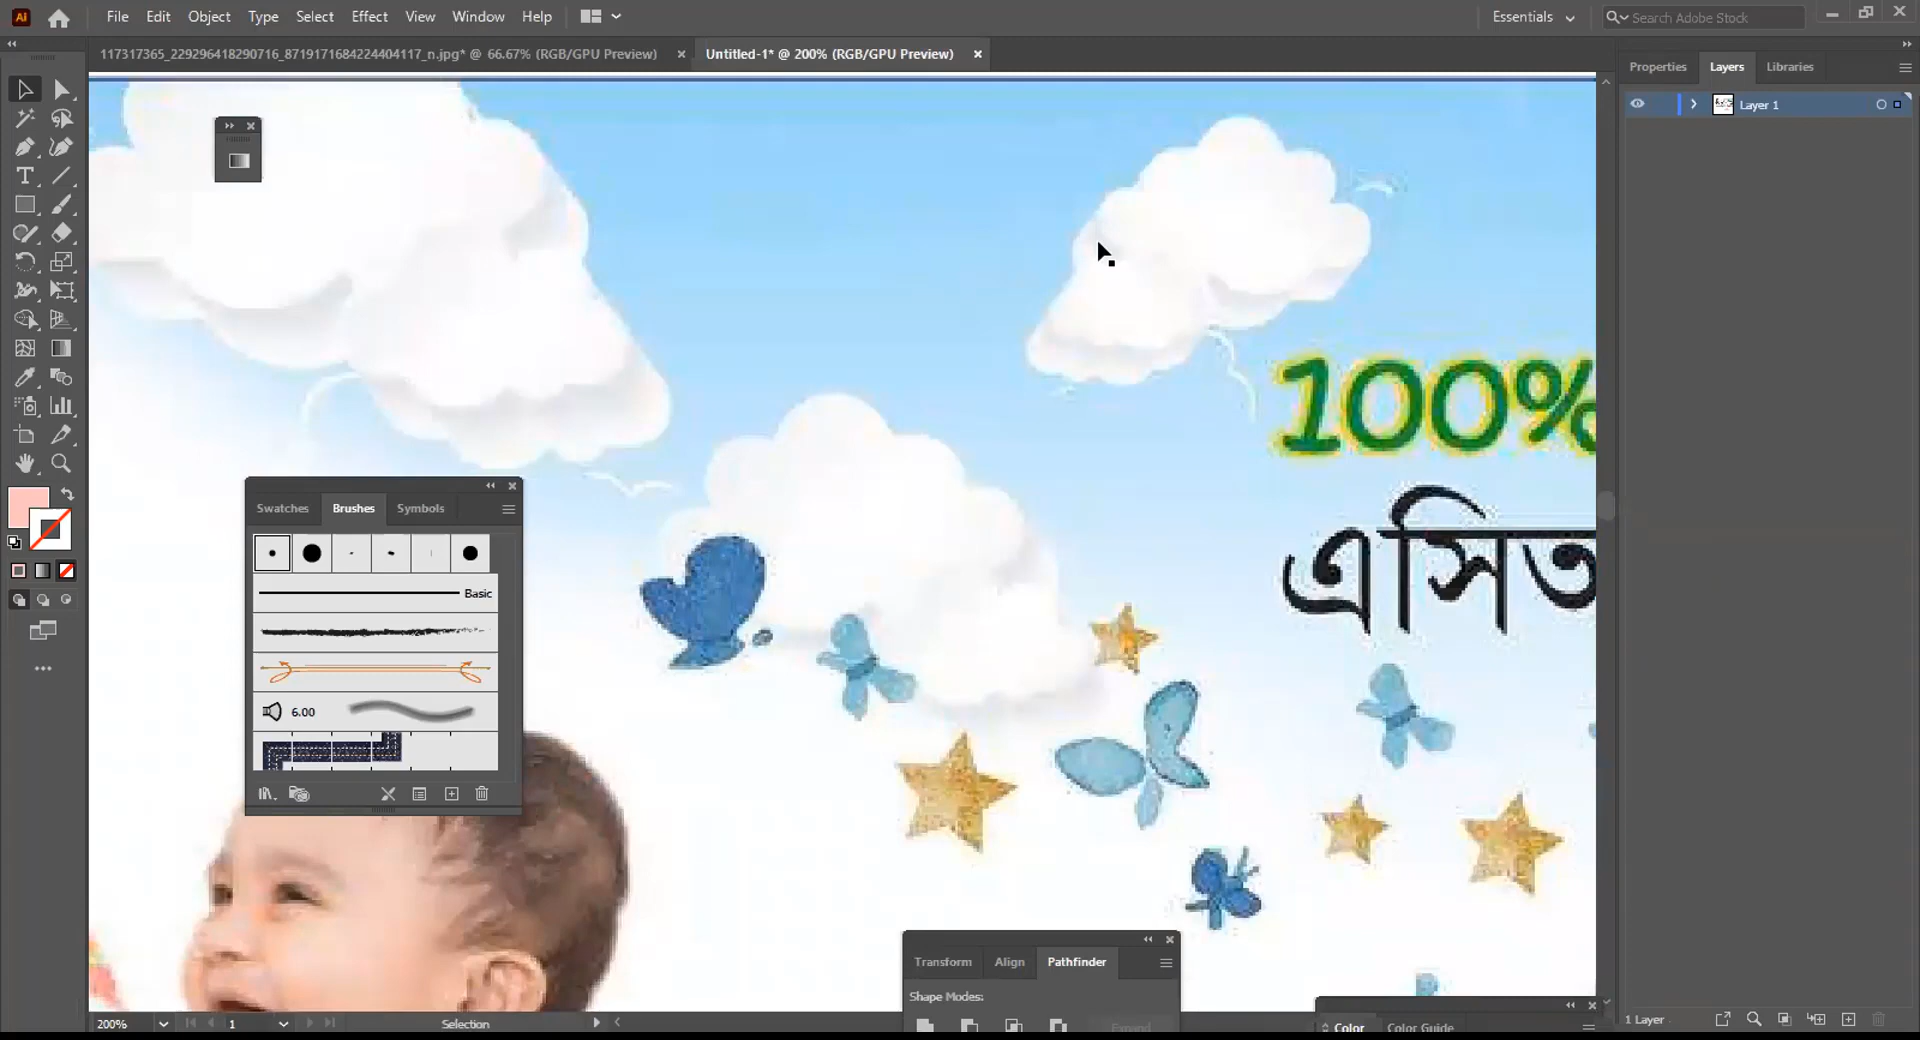 Ai File Edit Object Type Select Effect View Window Help Essentials Search Adobe Stock
117317365_229296418290716_8719171684224404117_n.jpg* @ 66.67% (RGB/GPU Preview) Untitled-1* @ 200% (RGB/GPU Preview)
Properties Layers Libraries
Layer 1
100%
Swatches Brushes Symbols
এসিত
Basic
6.00
Transform Align Pathfinder
Shape Modes:
Expand
200% 1 Selection
Color Color Guide
1 Layer